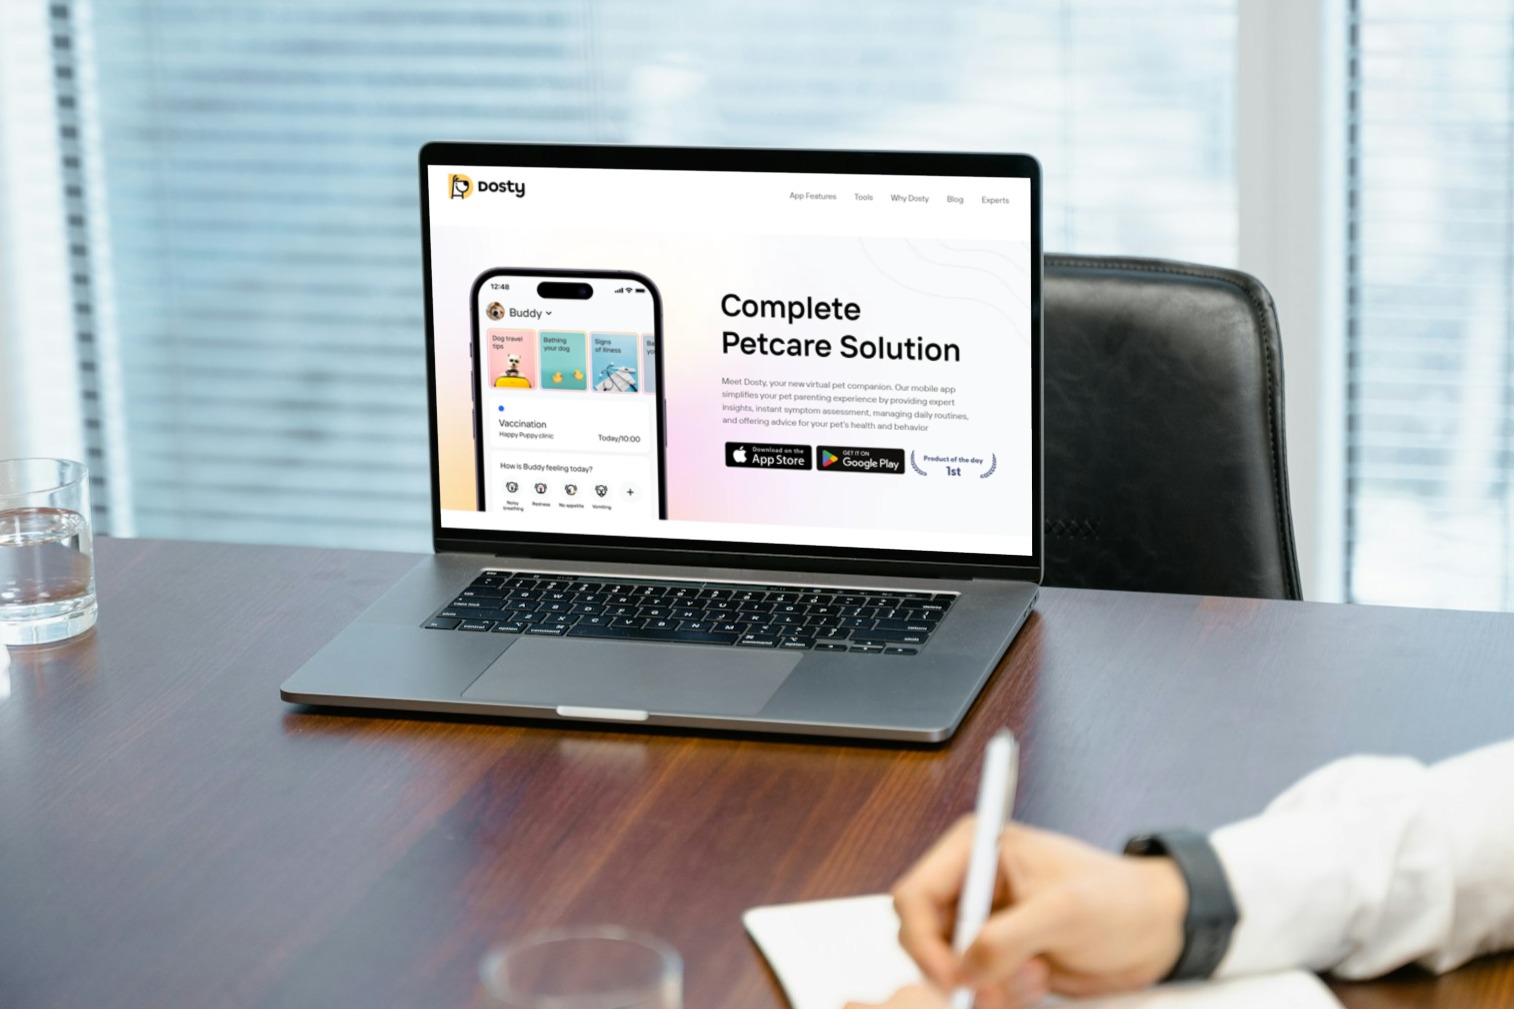 Dosty
App Features Tools Why Dosty Blog Experts
12:48
Buddy
Dog travel
tips
Bathing
your dog
Signs
of illness
Vaccination
Happy Puppy clinic
Today/10:00
How is Buddy feeling today?
Noisy
breathing
Redness
No appetite
Vomiting
+
Complete
Petcare Solution
Meet Dosty, your new virtual pet companion. Our mobile app
simplifies your pet parenting experience by providing expert
insights, instant symptom assessment, managing daily routines,
and offering advice for your pet's health and behavior
Download on the
App Store
GET IT ON
Google Play
Product of the day
1st